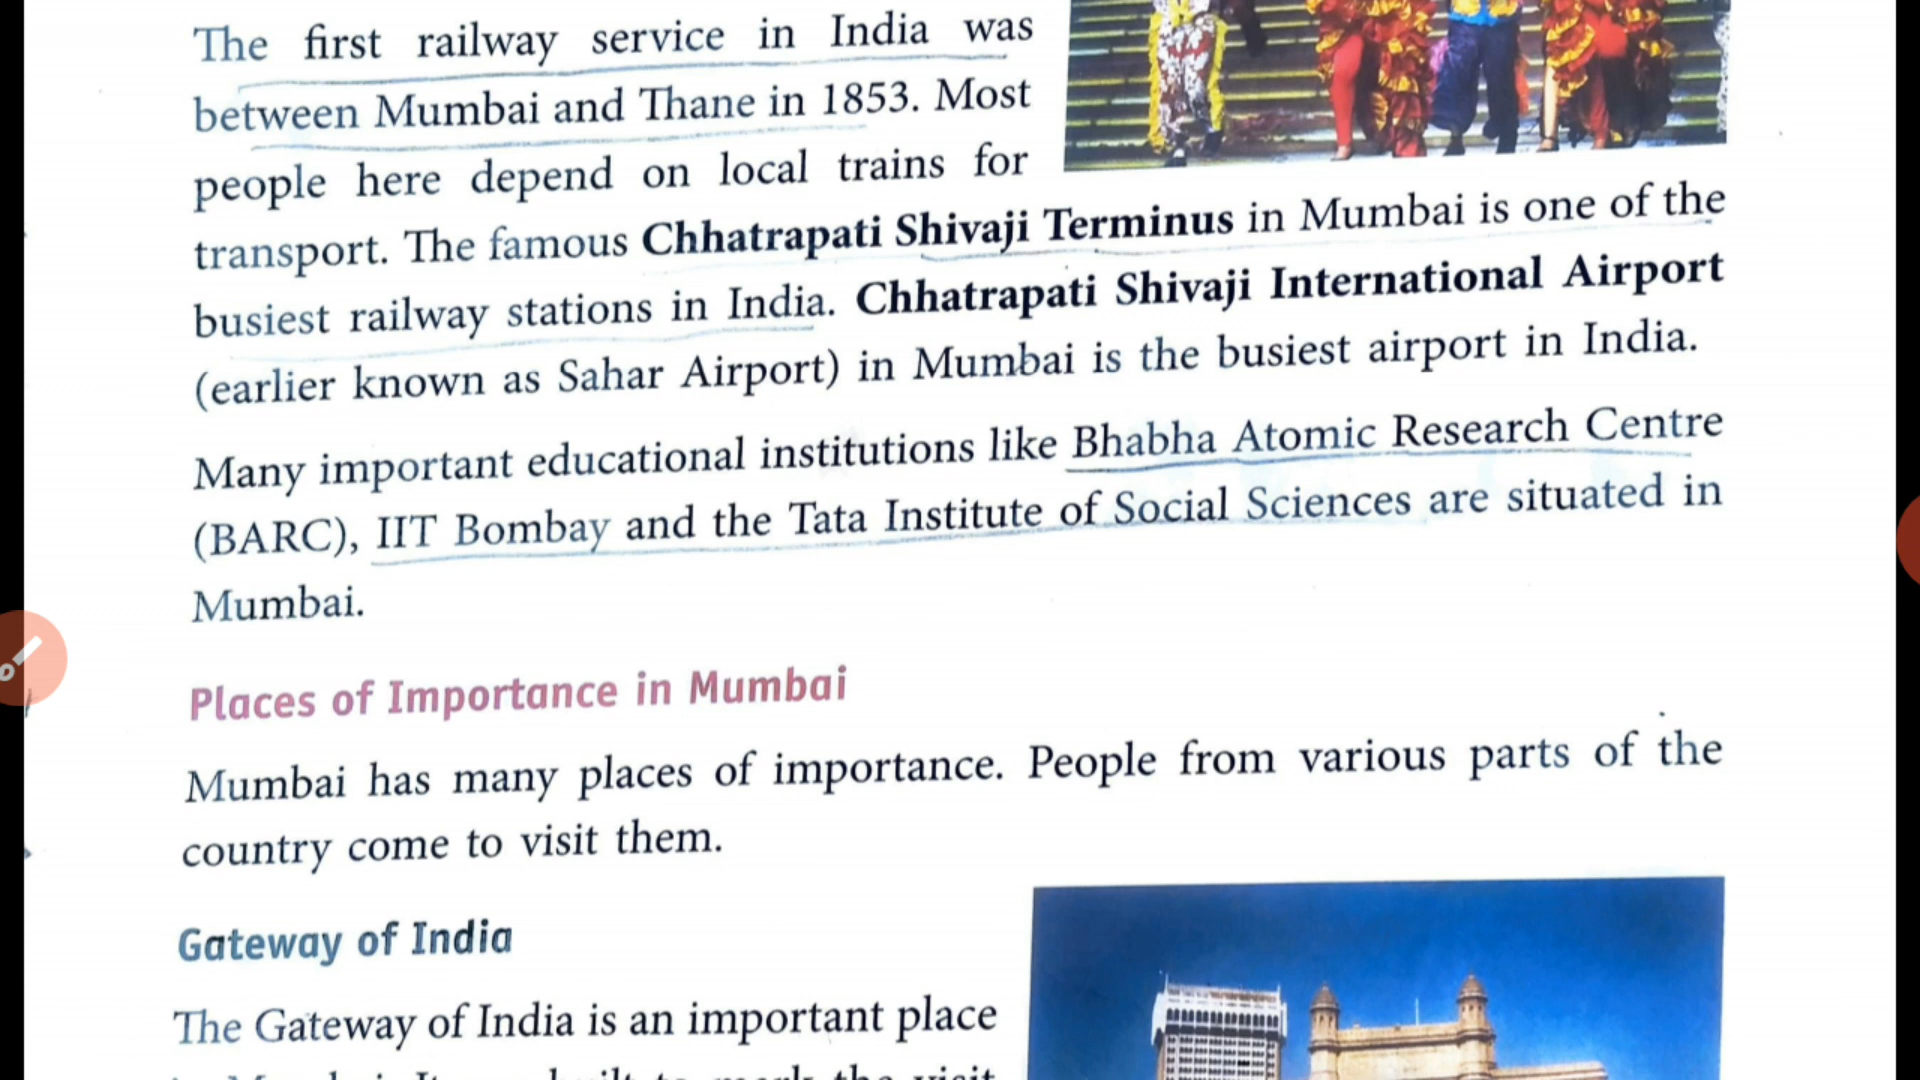 The first railway service in India was
between Mumbai and Thane in 1853. Most
people here depend on local trains for
transport. The famous Chhatrapati Shivaji Terminus in Mumbai is one of the
busiest railway stations in India. Chhatrapati Shivaji International Airport
(earlier known as Sahar Airport) in Mumbai is the busiest airport in India.
Many important educational institutions like Bhabha Atomic Research Centre
(BARC), IIT Bombay and the Tata Institute of Social Sciences are situated in
Mumbai.
Places of Importance in Mumbai
Mumbai has many places of importance. People from various parts of the
country come to visit them.
Gateway of India
The Gateway of India is an important place